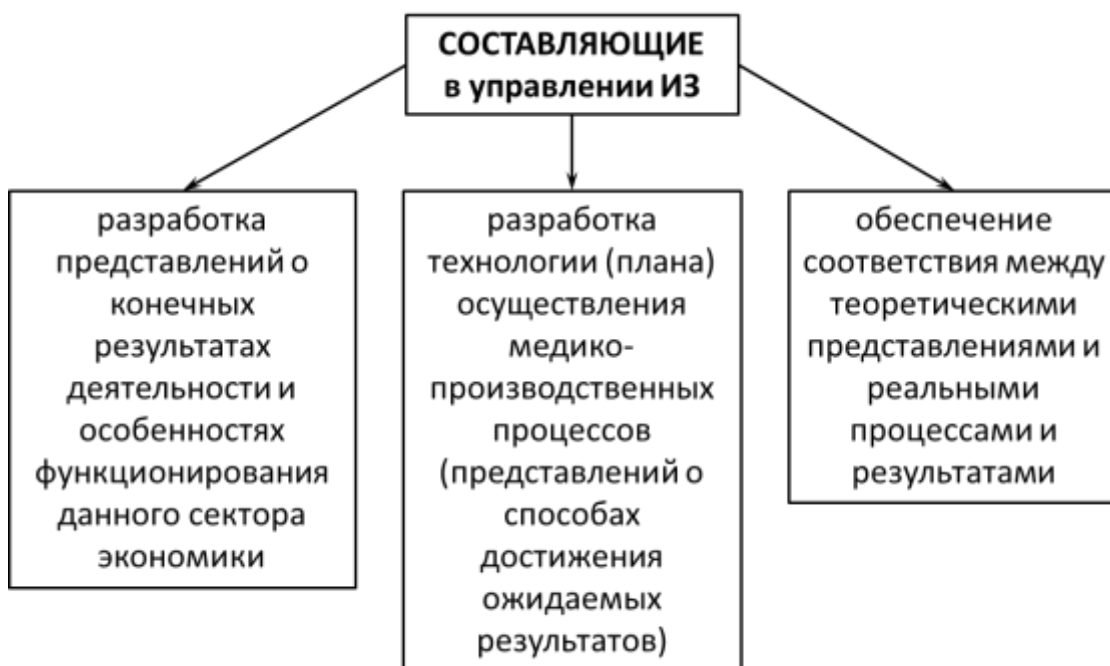 СОСТАВЛЯЮЩИЕ
в управлении ИЗ
разработка
представлений о
конечных
результатах
деятельности и
особенностях
функционирования
данного сектора
экономики
разработка
технологии (плана)
осуществления
медико-
производственных
процессов
(представлений о
способах
достижения
ожидаемых
результатов)
обеспечение
соответствия между
теоретическими
представлениями и
реальными
процессами и
результатами